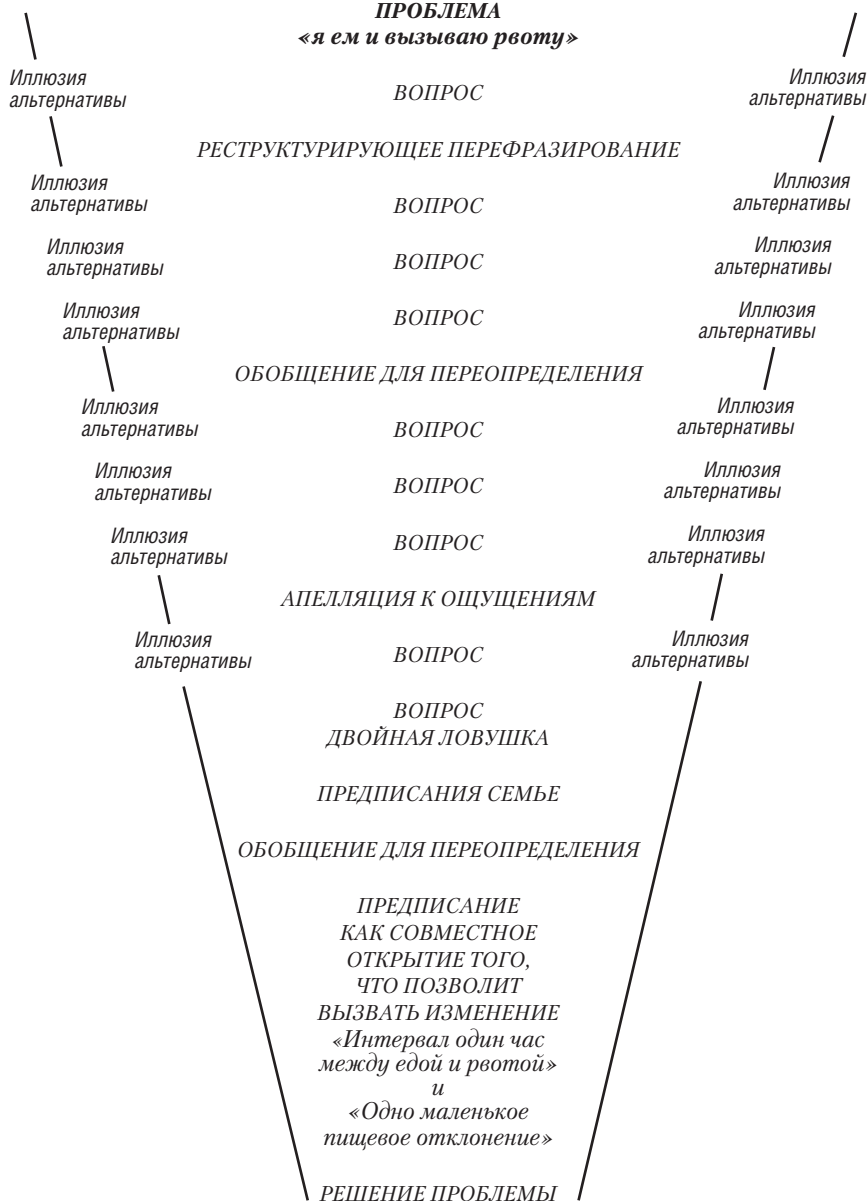 ПРОБЛЕМА
«я ем и вызываю рвоту»
Иллюзия
альтернативы
ВОПРОС
Иллюзия
альтернативы
РЕСТРУКТУРИРУЮЩЕЕ ПЕРЕФРАЗИРОВАНИЕ
Иллюзия
альтернативы
ВОПРОС
Иллюзия
альтернативы
Иллюзия
альтернативы
ВОПРОС
Иллюзия
альтернативы
Иллюзия
альтернативы
ВОПРОС
Иллюзия
альтернативы
ОБОБЩЕНИЕ ДЛЯ ПЕРЕОПРЕДЕЛЕНИЯ
Иллюзия
альтернативы
ВОПРОС
Иллюзия
альтернативы
Иллюзия
альтернативы
ВОПРОС
Иллюзия
альтернативы
Иллюзия
альтернативы
ВОПРОС
Иллюзия
альтернативы
АПЕЛЛЯЦИЯ К ОЩУЩЕНИЯМ
Иллюзия
альтернативы
ВОПРОС
Иллюзия
альтернативы
ВОПРОС
ДВОЙНАЯ ЛОВУШКА
ПРЕДПИСАНИЯ СЕМЬЕ
ОБОБЩЕНИЕ ДЛЯ ПЕРЕОПРЕДЕЛЕНИЯ
ПРЕДПИСАНИЕ
КАК СОВМЕСТНОЕ
ОТКРЫТИЕ ТОГО,
ЧТО ПОЗВОЛИТ
ВЫЗВАТЬ ИЗМЕНЕНИЕ
«Интервал один час
между едой и рвотой»
и
«Одно маленькое
пищевое отклонение»
РЕШЕНИЕ ПРОБЛЕМЫ